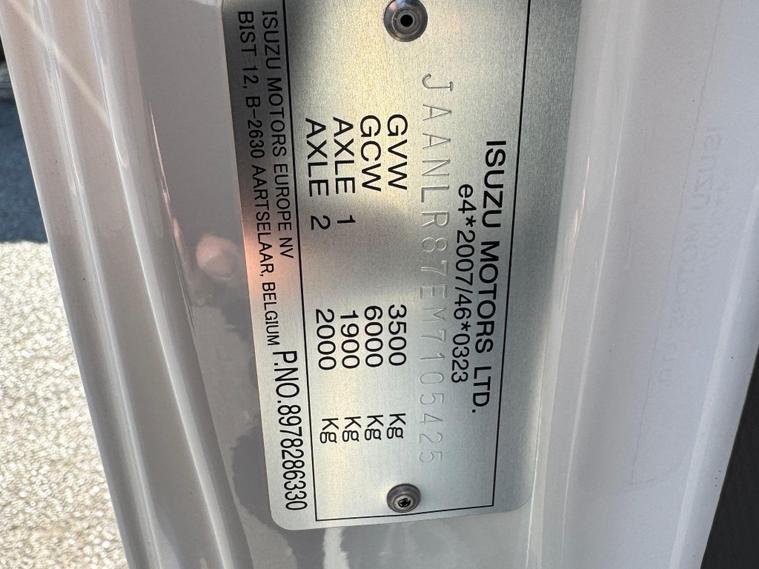 ISUZU MOTORS LTD.
e4*2007/46*0323
JAANLR87EM7105425
GVW 3500 Kg
GCW 6000 Kg
AXLE 1 1900 Kg
AXLE 2 2000 Kg
ISUZU MOTORS EUROPE NV
BIST 12, B-2630 AARTSELAAR, BELGIUM P.NO.8978286330